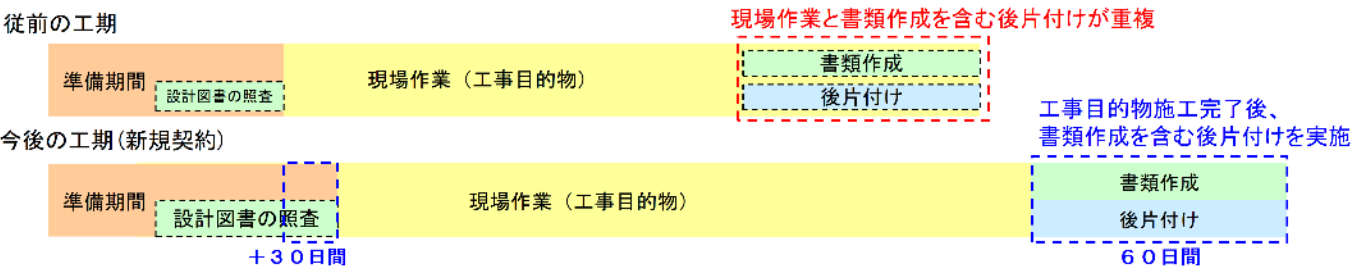 従前の工期
現場作業と書類作成を含む後片付けが重複
準備期間
設計図書の照査
現場作業（工事目的物）
書類作成
後片付け
今後の工期(新規契約)
工事目的物施工完了後、
書類作成を含む後片付けを実施
準備期間
設計図書の照査
現場作業（工事目的物）
書類作成
後片付け
＋３０日間
６０日間